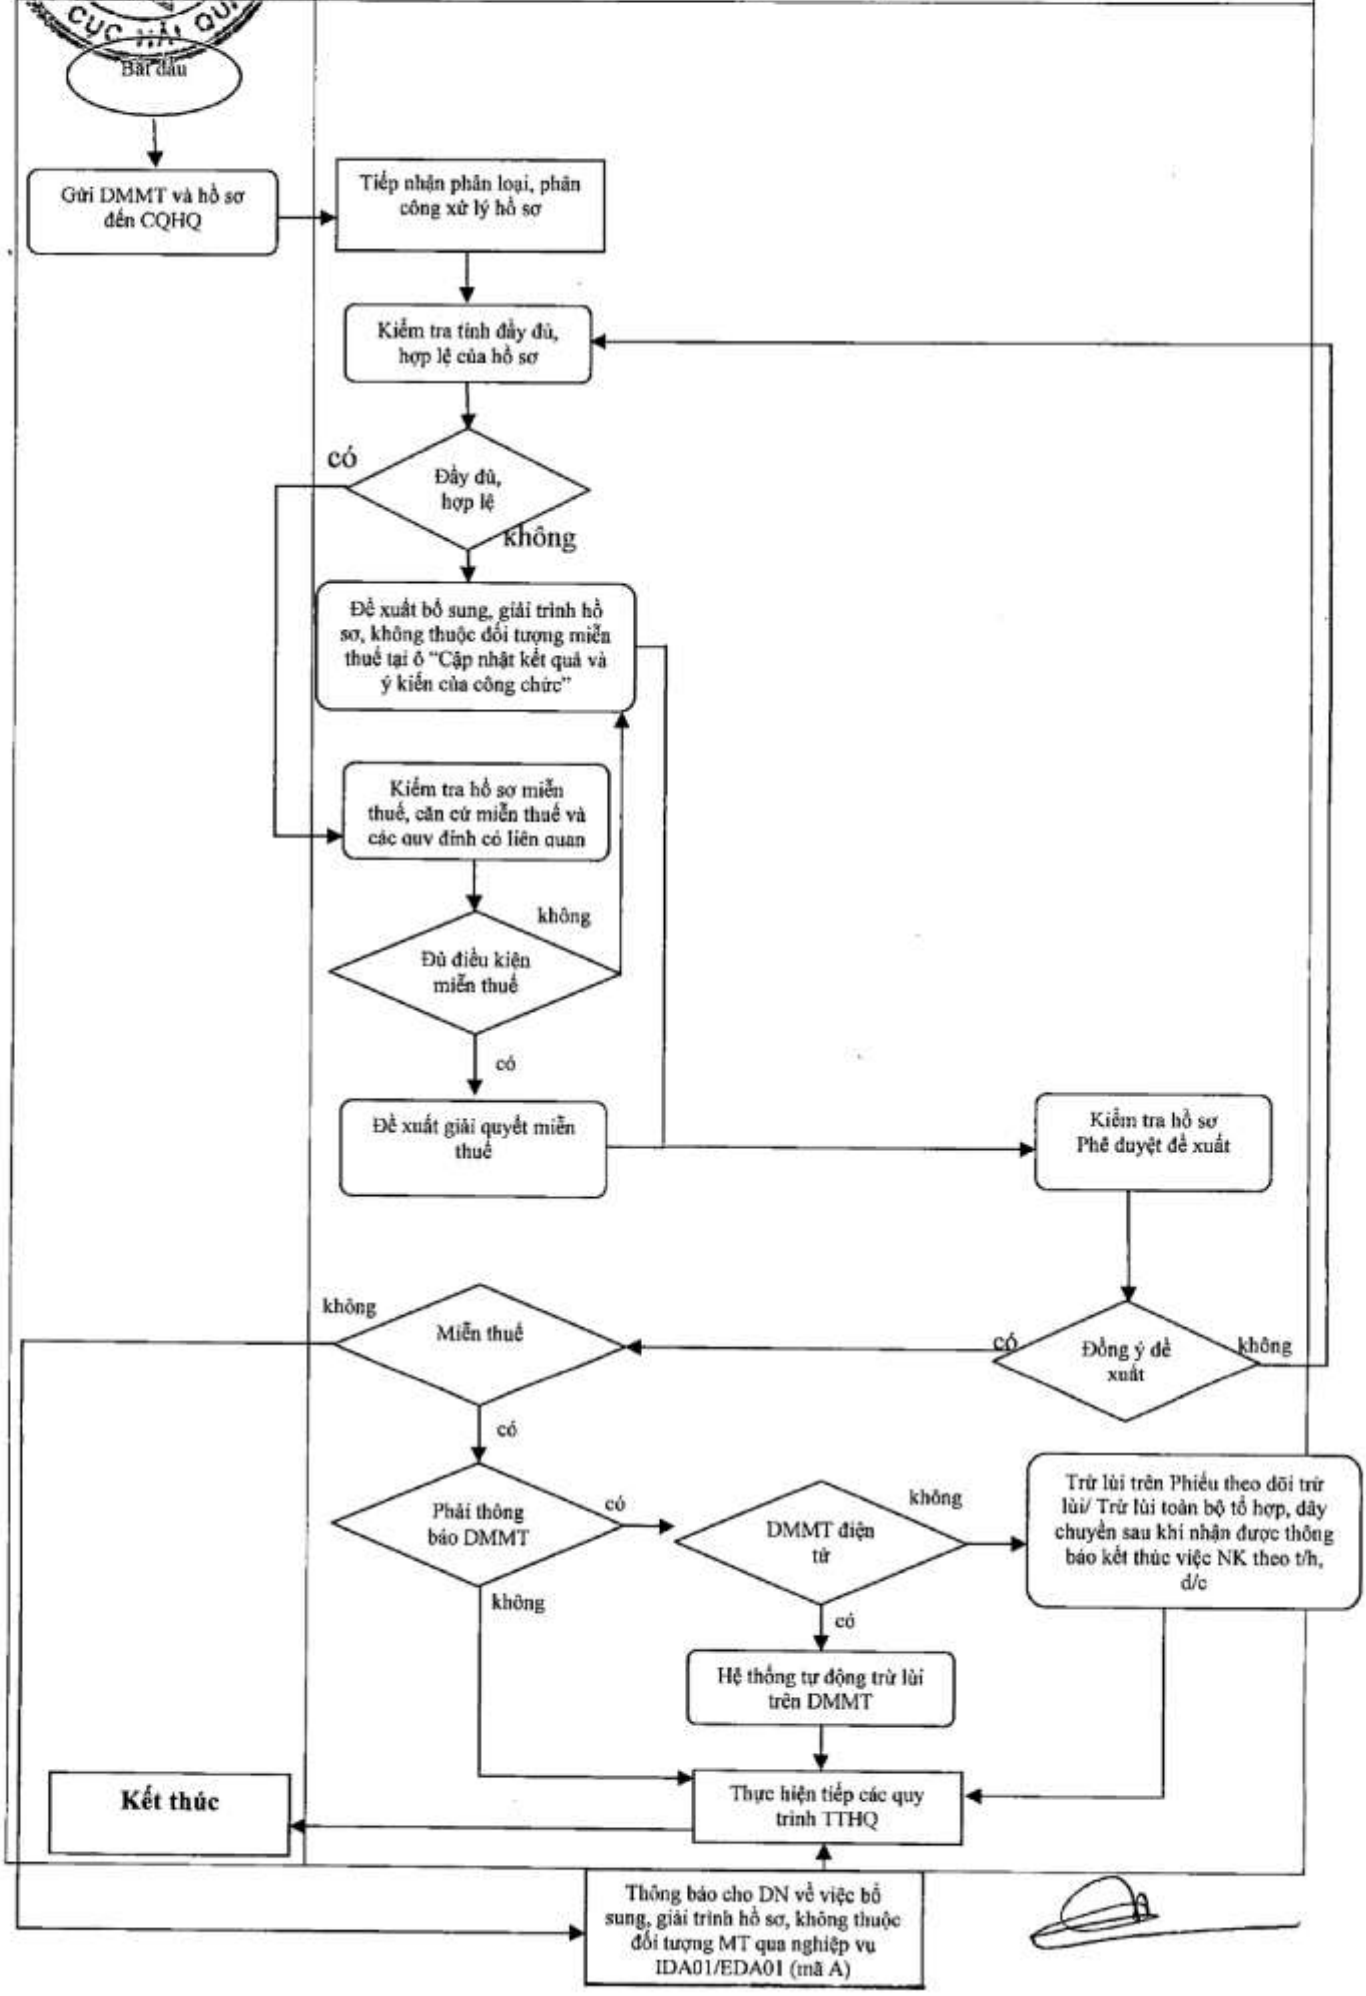 CỤC HẢI QU
Bắt đầu
Gửi DMMT và hồ sơ
đến CQHQ
Tiếp nhận phân loại, phân
công xử lý hồ sơ
Kiểm tra tính đầy đủ,
hợp lệ của hồ sơ
có
Đầy đủ,
hợp lệ
không
Đề xuất bổ sung, giải trình hồ
sơ, không thuộc đối tượng miễn
thuế tại ô “Cập nhật kết quả và
ý kiến của công chức”
Kiểm tra hồ sơ miễn
thuế, căn cứ miễn thuế và
các quy định có liên quan
không
Đủ điều kiện
miễn thuế
có
Đề xuất giải quyết miễn
thuế
Kiểm tra hồ sơ
Phê duyệt đề xuất
không
Miễn thuế
có
Đồng ý đề
xuất
không
có
Phải thông
báo DMMT
có
không
DMMT điện
tử
không
có
Trừ lùi trên Phiếu theo dõi trừ
lùi/ Trừ lùi toàn bộ tổ hợp, dây
chuyền sau khi nhận được thông
báo kết thúc việc NK theo t/h,
d/c
Hệ thống tự động trừ lùi
trên DMMT
Kết thúc
Thực hiện tiếp các quy
trình TTHQ
Thông báo cho DN về việc bổ
sung, giải trình hồ sơ, không thuộc
đối tượng MT qua nghiệp vụ
IDA01/EDA01 (mã A)